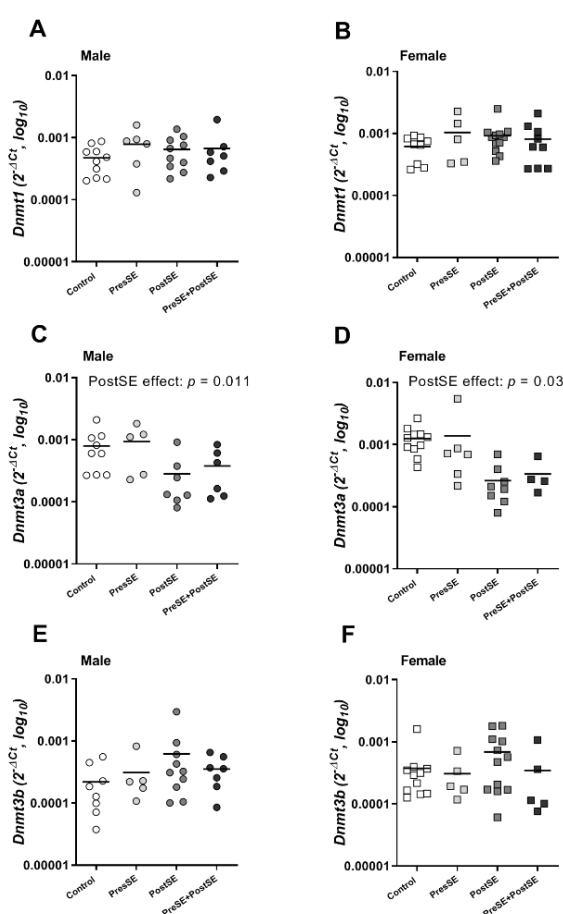 A
Male
Dnmt1 (2^-ΔCt, log10)
0.01
0.001
0.0001
0.00001
Control
PresSE
PostSE
PreSE+PostSE
B
Female
Dnmt1 (2^-ΔCt, log10)
0.01
0.001
0.0001
0.00001
Control
PresSE
PostSE
PreSE+PostSE
C
Male
PostSE effect: p = 0.011
Dnmt3a (2^-ΔCt, log10)
0.01
0.001
0.0001
0.00001
Control
PresSE
PostSE
PreSE+PostSE
D
Female
PostSE effect: p = 0.03
Dnmt3a (2^-ΔCt, log10)
0.01
0.001
0.0001
0.00001
Control
PresSE
PostSE
PreSE+PostSE
E
Male
Dnmt3b (2^-ΔCt, log10)
0.01
0.001
0.0001
0.00001
Control
PresSE
PostSE
PreSE+PostSE
F
Female
Dnmt3b (2^-ΔCt, log10)
0.01
0.001
0.0001
0.00001
Control
PresSE
PostSE
PreSE+PostSE